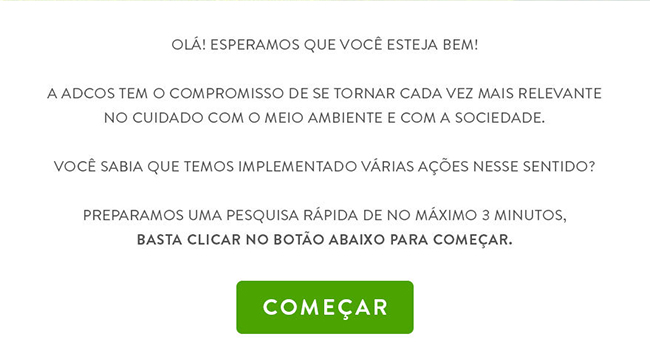 OLÁ! ESPERAMOS QUE VOCÊ ESTEJA BEM!
A ADCOS TEM O COMPROMISSO DE SE TORNAR CADA VEZ MAIS RELEVANTE
NO CUIDADO COM O MEIO AMBIENTE E COM A SOCIEDADE.
VOCÊ SABIA QUE TEMOS IMPLEMENTADO VÁRIAS AÇÕES NESSE SENTIDO?
PREPARAMOS UMA PESQUISA RÁPIDA DE NO MÁXIMO 3 MINUTOS,
BASTA CLICAR NO BOTÃO ABAIXO PARA COMEÇAR.
COMEÇAR